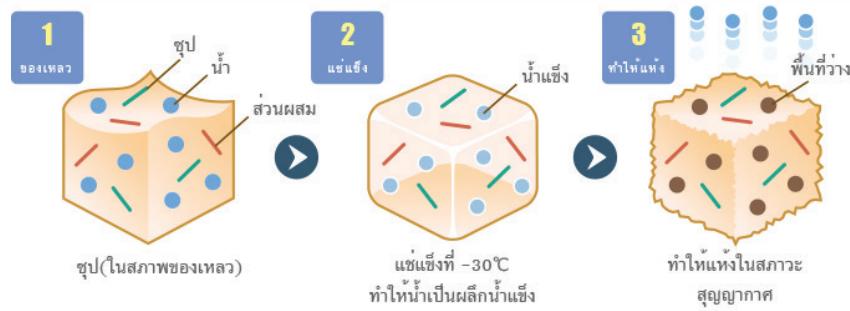 1
ของเหลว
ซุป
น้ำ
ส่วนผสม
ซุป(ในสภาพของเหลว)
2
แช่แข็ง
น้ำแข็ง
แช่แข็งที่ -30℃
ทำให้น้ำเป็นผลึกน้ำแข็ง
3
ทำให้แห้ง
พื้นที่ว่าง
ทำให้แห้งในสภาวะ
สุญญากาศ